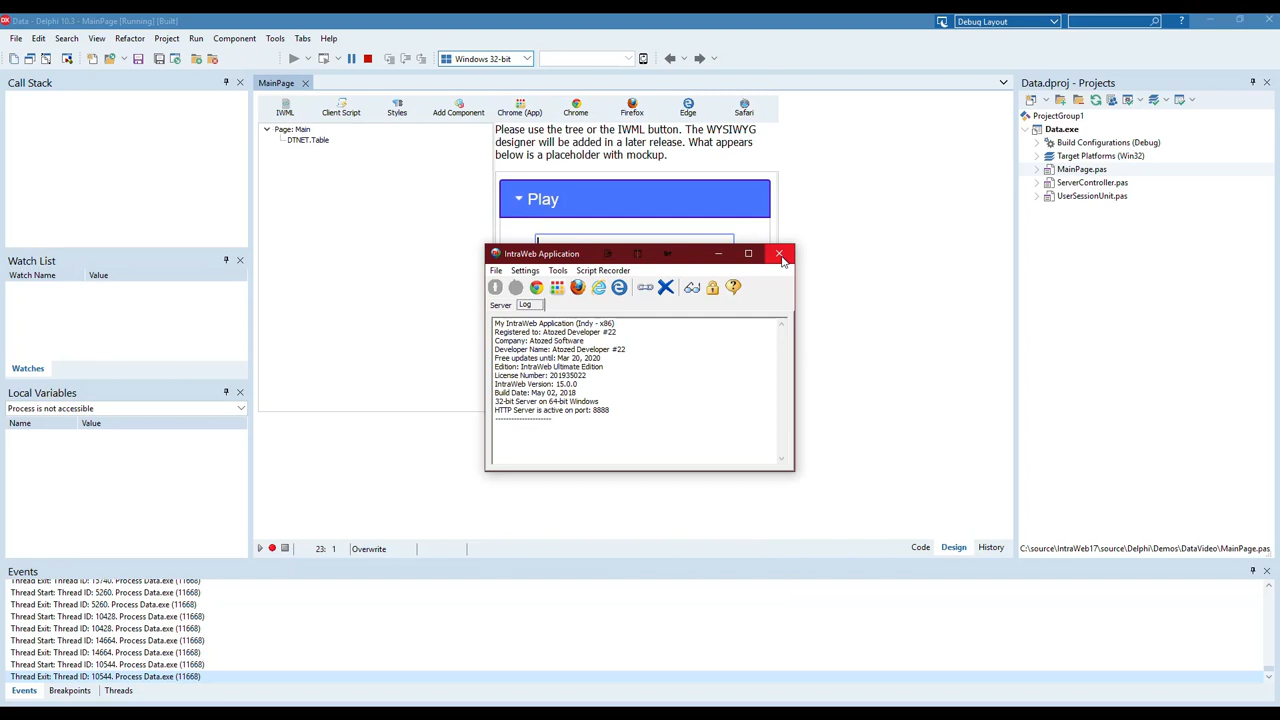 Data - Delphi 10.3 - MainPage [Running] [Built]
Debug Layout
File Edit Search View Refactor Project Run Component Tools Tabs Help
Windows 32-bit
Call Stack
MainPage
Data.dproj - Projects
IWML Client Script Styles Add Component Chrome (App) Chrome Firefox Edge Safari
ProjectGroup1
Data.exe
Build Configurations (Debug)
Target Platforms (Win32)
MainPage.pas
ServerController.pas
UserSessionUnit.pas
Page: Main
DTNET.Table
Please use the tree or the IWML button. The WYSIWYG
designer will be added in a later release. What appears
below is a placeholder with mockup.
Play
Watch List
Watch Name Value
Watches
IntraWeb Application
File Settings Tools Script Recorder
Server Log
My IntraWeb Application (Indy - x86)
Registered to: Atozed Developer #22
Company: Atozed Software
Developer Name: Atozed Developer #22
Free updates until: Mar 20, 2020
Edition: IntraWeb Ultimate Edition
License Number: 201935022
IntraWeb Version: 15.0.0
Build Date: May 02, 2018
32-bit Server on 64-bit Windows
HTTP Server is active on port: 8888
---------------------
Local Variables
Process is not accessible
Name Value
23: 1 Overwrite
Code Design History
C:\source\IntraWeb17\source\Delphi\Demos\DataVideo\MainPage.pas
Events
Thread Exit: Thread ID: 15740. Process Data.exe (11668)
Thread Start: Thread ID: 5260. Process Data.exe (11668)
Thread Exit: Thread ID: 5260. Process Data.exe (11668)
Thread Start: Thread ID: 10428. Process Data.exe (11668)
Thread Exit: Thread ID: 10428. Process Data.exe (11668)
Thread Start: Thread ID: 14664. Process Data.exe (11668)
Thread Exit: Thread ID: 14664. Process Data.exe (11668)
Thread Start: Thread ID: 10544. Process Data.exe (11668)
Thread Exit: Thread ID: 10544. Process Data.exe (11668)
Events Breakpoints Threads